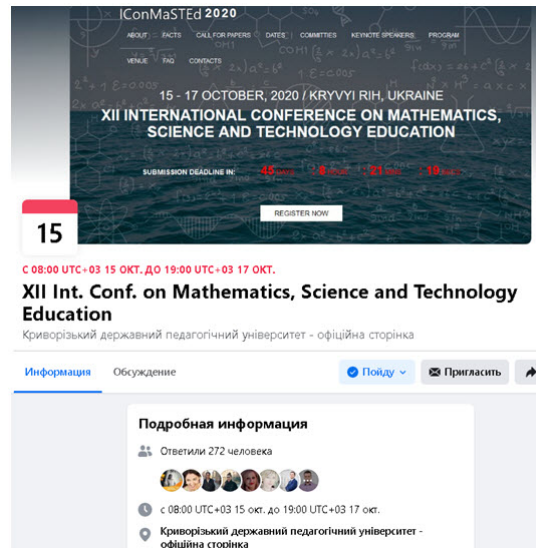 IConMaSTEd 2020
ABOUT FACTS CALL FOR PAPERS DATES COMMITTEES KEYNOTE SPEAKERS PROGRAM
VENUE FAQ CONTACTS
15 - 17 OCTOBER, 2020 / KRYVYI RIH, UKRAINE
XII INTERNATIONAL CONFERENCE ON MATHEMATICS,
SCIENCE AND TECHNOLOGY EDUCATION
SUBMISSION DEADLINE IN: 45 8 21 19
REGISTER NOW
15
С 08:00 UTC+03 15 ОКТ. ДО 19:00 UTC+03 17 ОКТ.
XII Int. Conf. on Mathematics, Science and Technology
Education
Криворізький державний педагогічний університет - офіційна сторінка
Информация Обсуждение Пойду Пригласить
Подробная информация
Ответили 272 человека
с 08:00 UTC+03 15 окт. до 19:00 UTC+03 17 окт.
Криворізький державний педагогічний університет -
офіційна сторінка